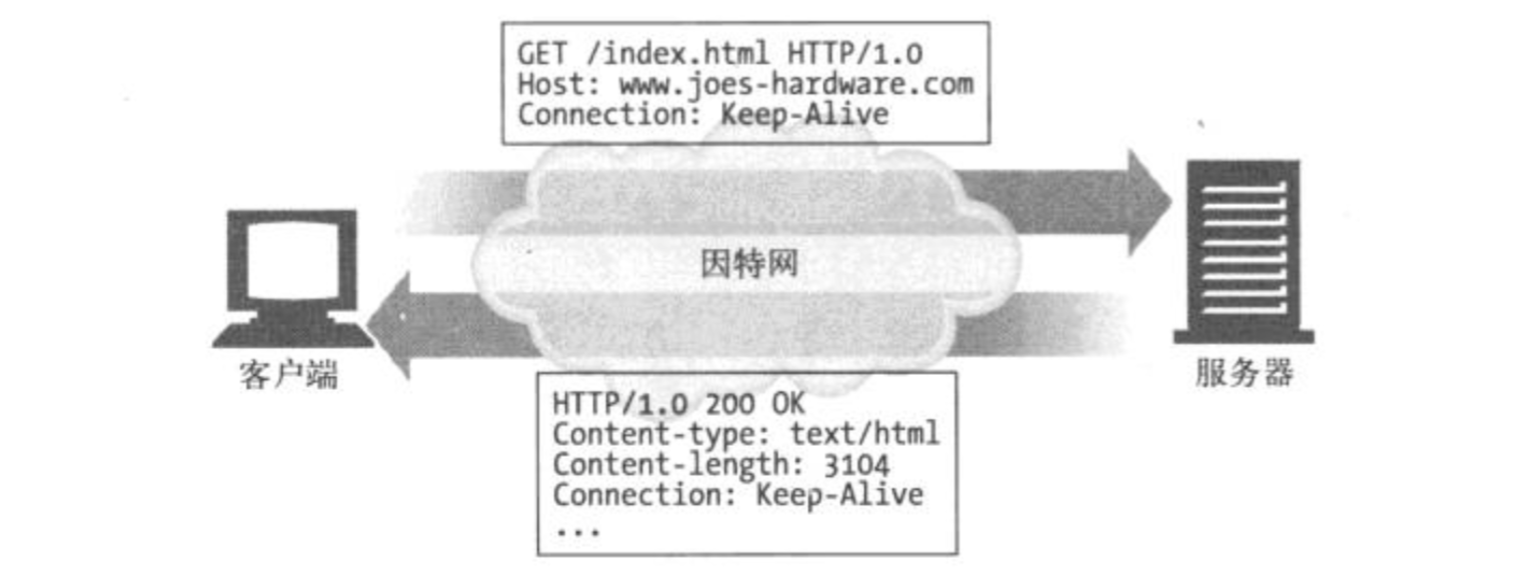 GET /index.html HTTP/1.0
Host: www.joes-hardware.com
Connection: Keep-Alive
因特网
客户端
服务器
HTTP/1.0 200 OK
Content-type: text/html
Content-length: 3104
Connection: Keep-Alive
...